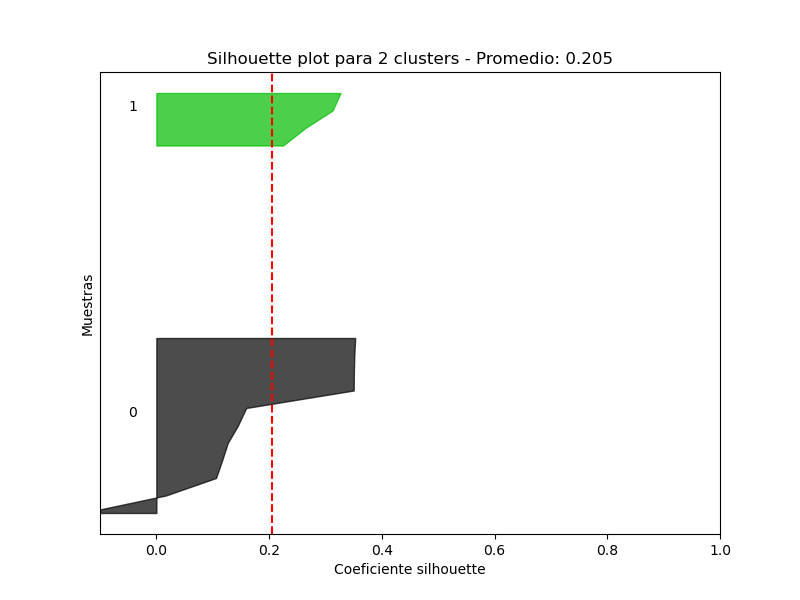 Silhouette plot para 2 clusters - Promedio: 0.205
1
Muestras
0
0.0 0.2 0.4 0.6 0.8 1.0
Coeficiente silhouette